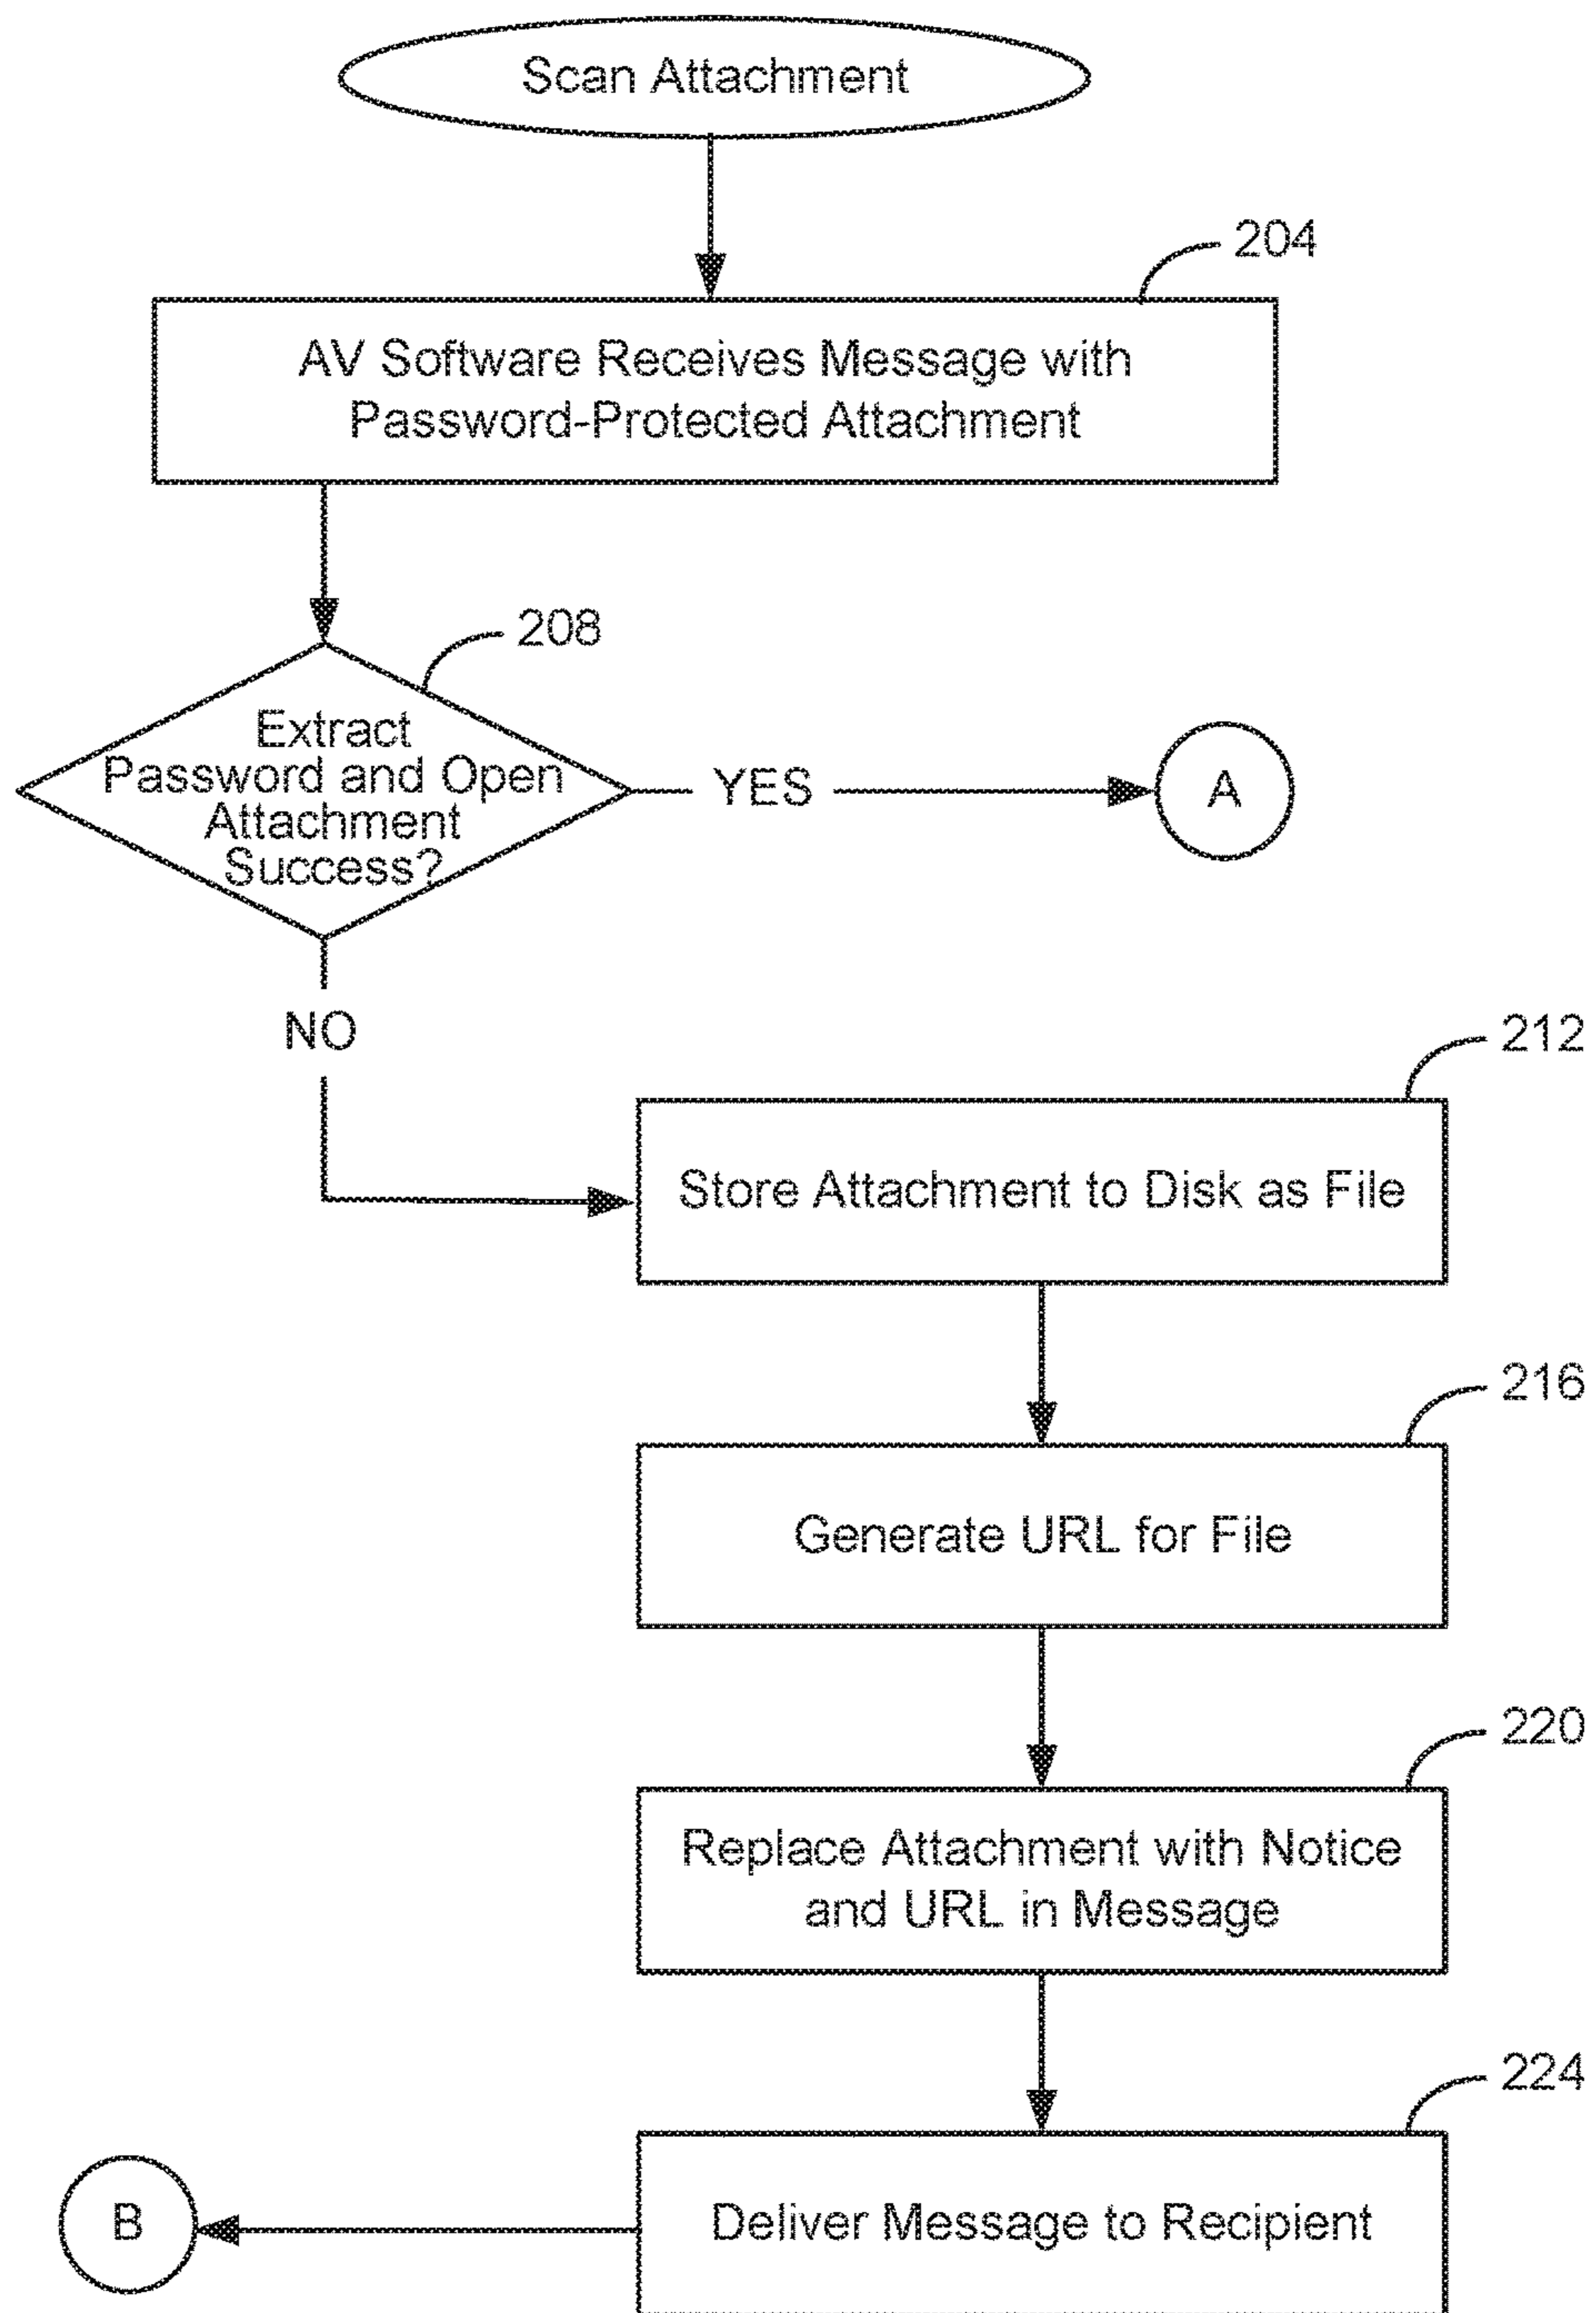 Scan Attachment
204
AV Software Receives Message with
Password-Protected Attachment
208
Extract
Password and Open
Attachment
Success?
YES
A
NO
212
Store Attachment to Disk as File
216
Generate URL for File
220
Replace Attachment with Notice
and URL in Message
224
Deliver Message to Recipient
B